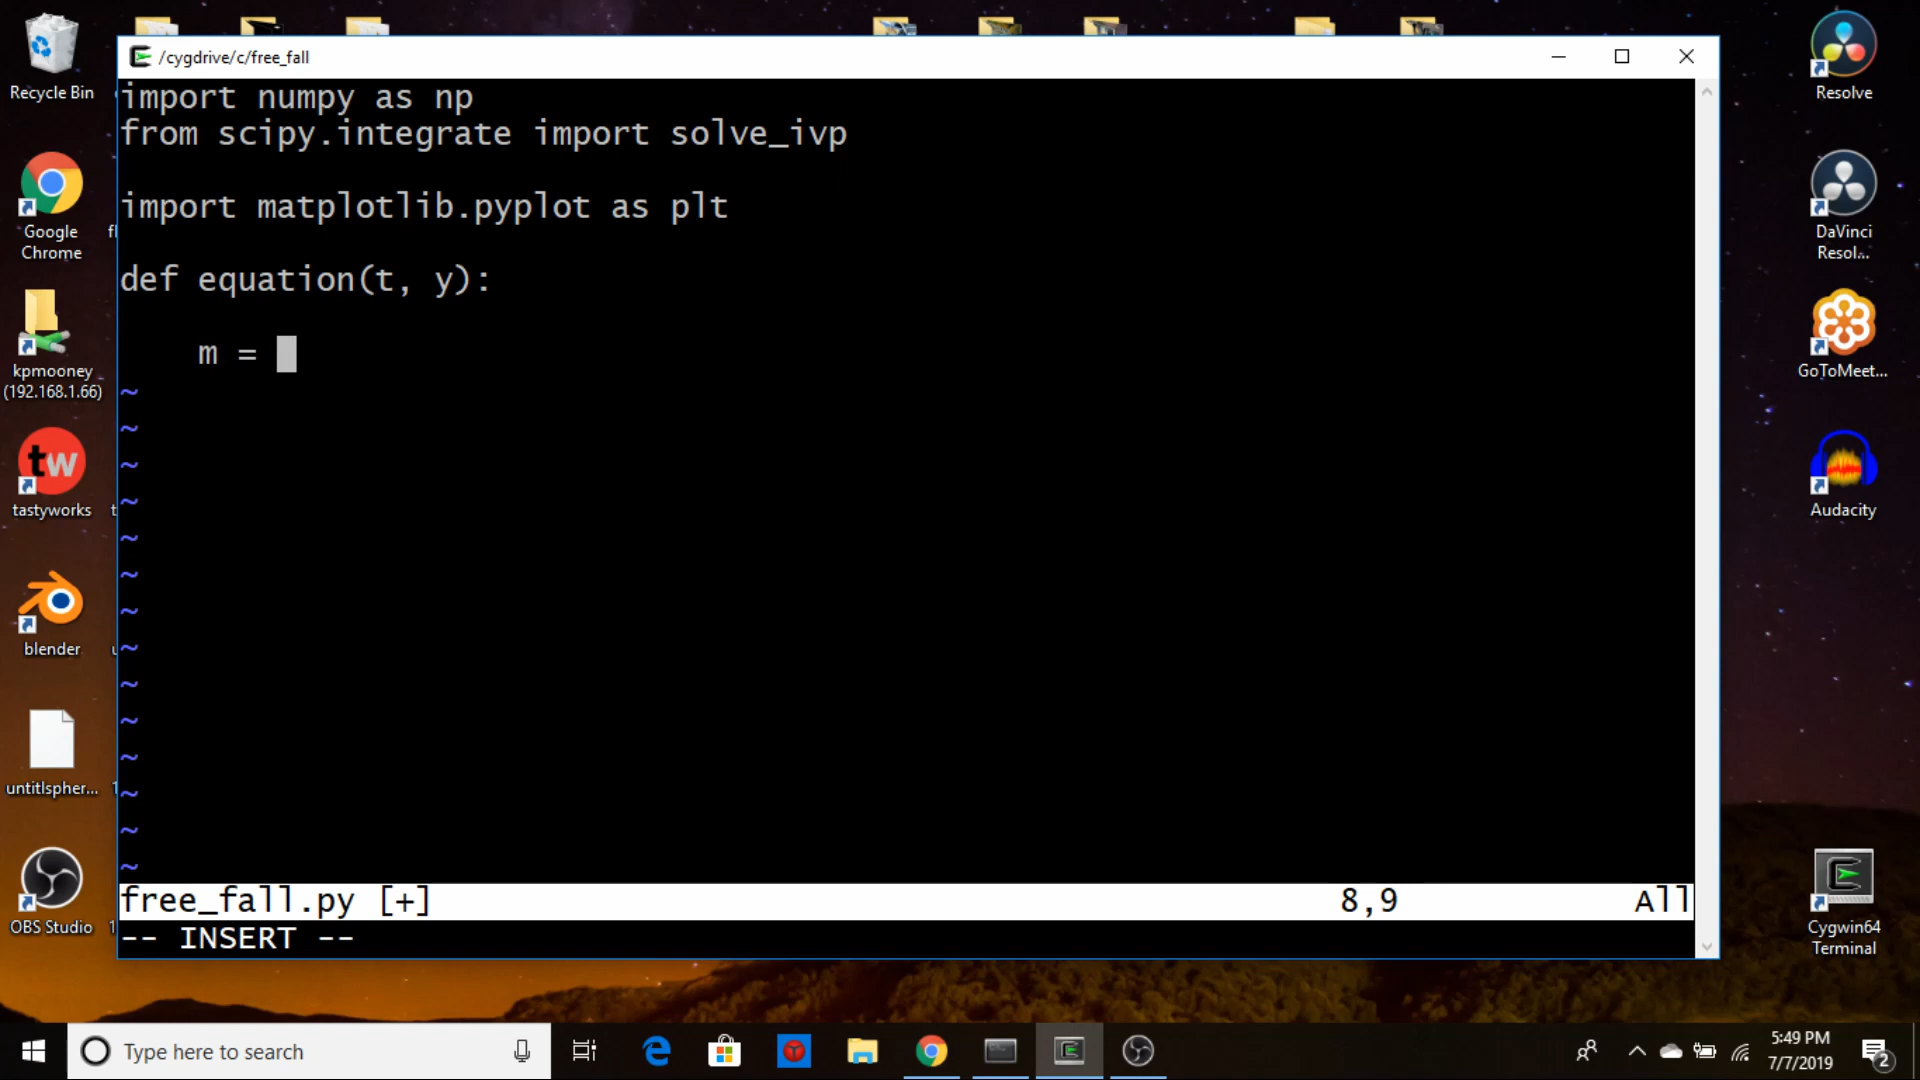 /cygdrive/c/free_fall
import numpy as np
from scipy.integrate import solve_ivp
import matplotlib.pyplot as plt
def equation(t, y):
m =
~
~
~
~
~
~
~
~
~
~
~
~
~
~
free_fall.py [+] 8,9 All
-- INSERT --
Recycle Bin
Google
Chrome
kpmooney
(192.168.1.66)
tw
tastyworks
blender
untitlspher...
OBS Studio
Resolve
DaVinci
Resol...
GoToMeet...
Audacity
Cygwin64
Terminal
Type here to search
5:49 PM
7/7/2019
2